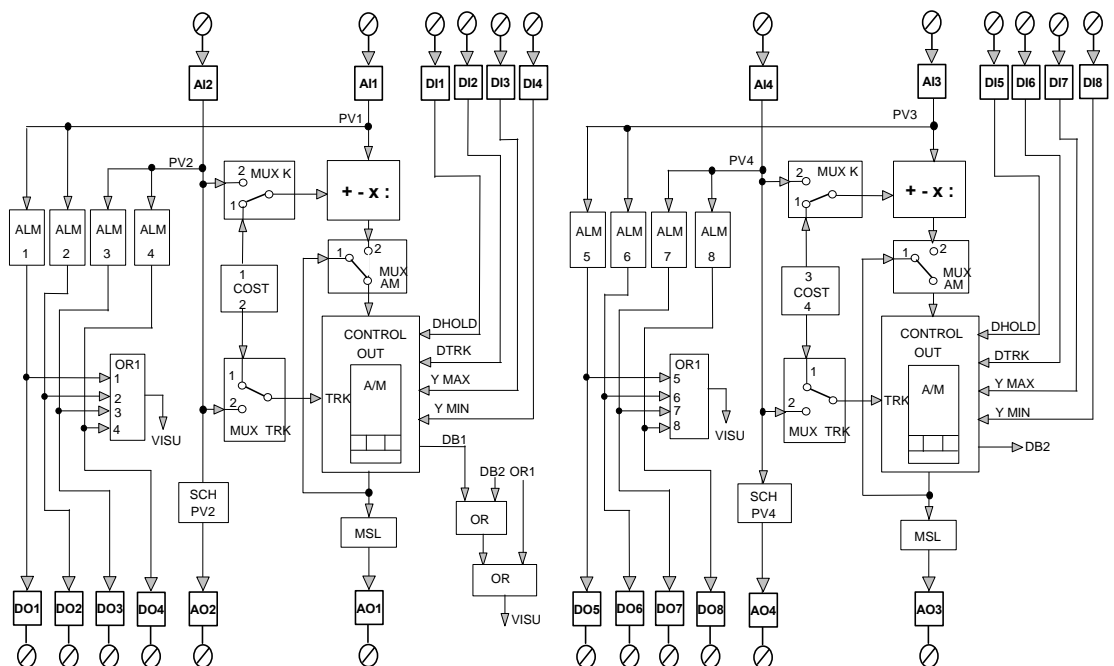 AI2
AI1
DI1
DI2
DI3
DI4
AI4
AI3
DI5
DI6
DI7
DI8
PV1
PV2
2
MUX K
1
+ - x :
ALM
1
ALM
2
ALM
3
ALM
4
1
2
MUX
AM
1
COST
2
CONTROL
OUT
A/M
DHOLD
DTRK
Y MAX
Y MIN
TRK
1
2
MUX TRK
OR1
1
2
3
4
VISU
DB1
DB2 OR1
OR
OR
VISU
SCH
PV2
MSL
DO1
DO2
DO3
DO4
AO2
AO1
PV3
PV4
2
MUX K
1
+ - x :
ALM
5
ALM
6
ALM
7
ALM
8
1
2
MUX
AM
3
COST
4
CONTROL
OUT
A/M
DHOLD
DTRK
Y MAX
Y MIN
TRK
1
2
MUX TRK
OR1
5
6
7
8
VISU
DB2
SCH
PV4
MSL
DO5
DO6
DO7
DO8
AO4
AO3